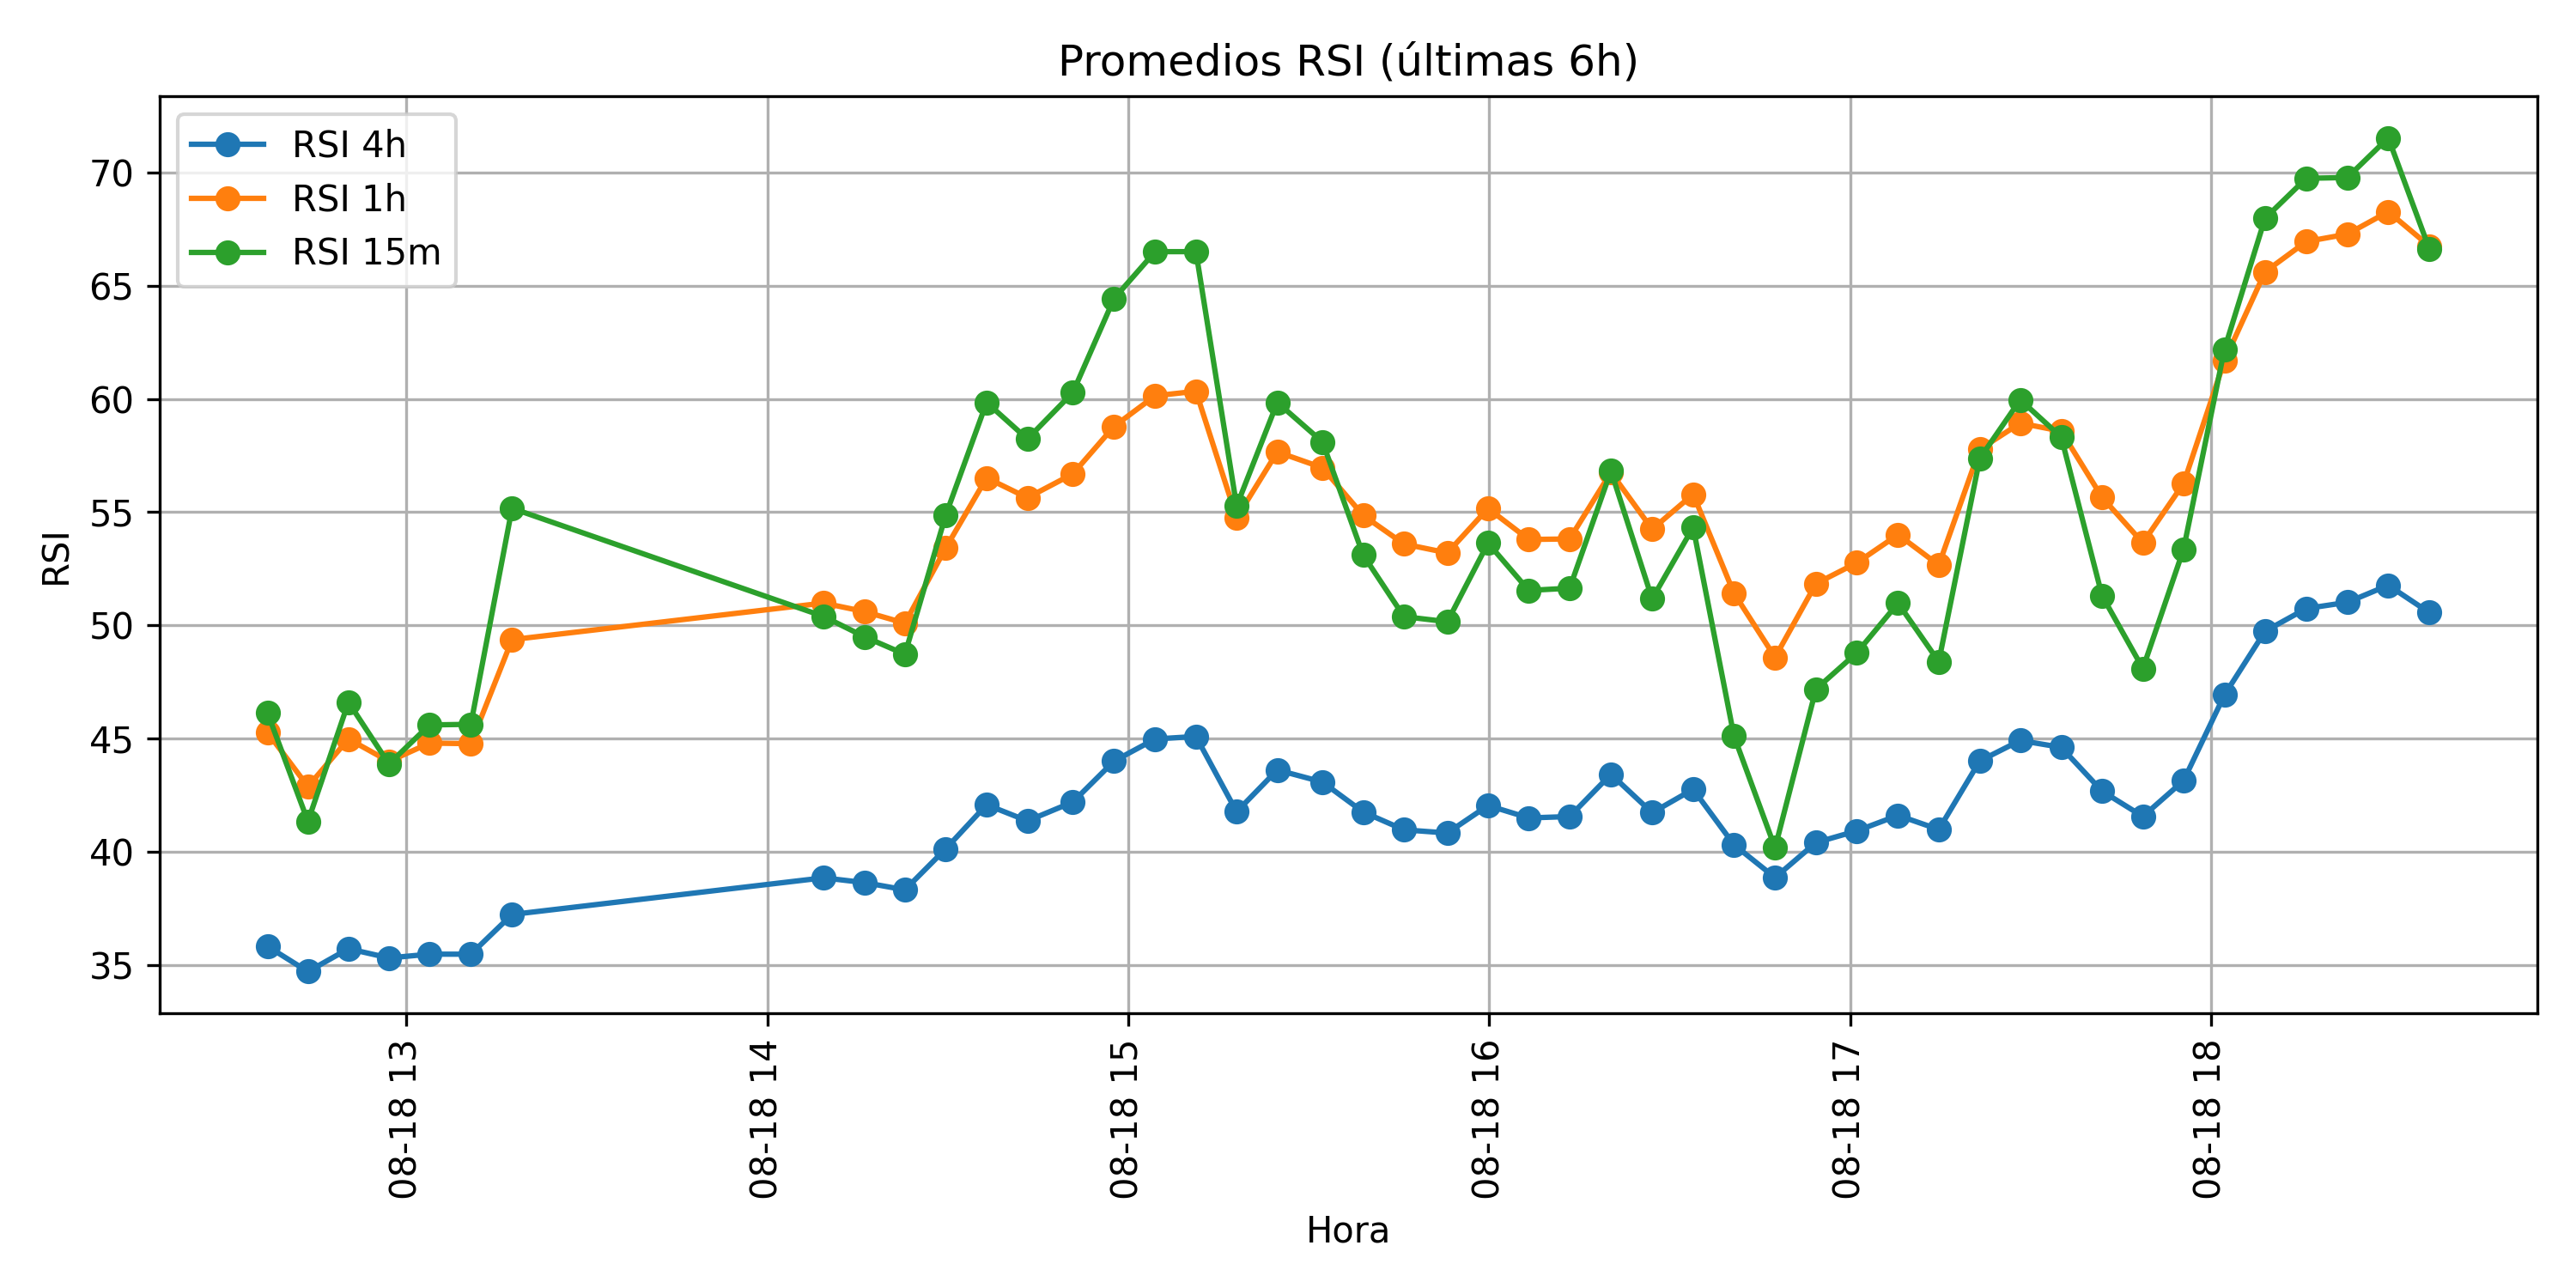 Promedios RSI (últimas 6h)
RSI 4h
RSI 1h
RSI 15m
70
65
60
55
50
45
40
35
RSI
08-18 13
08-18 14
08-18 15
08-18 16
08-18 17
08-18 18
Hora